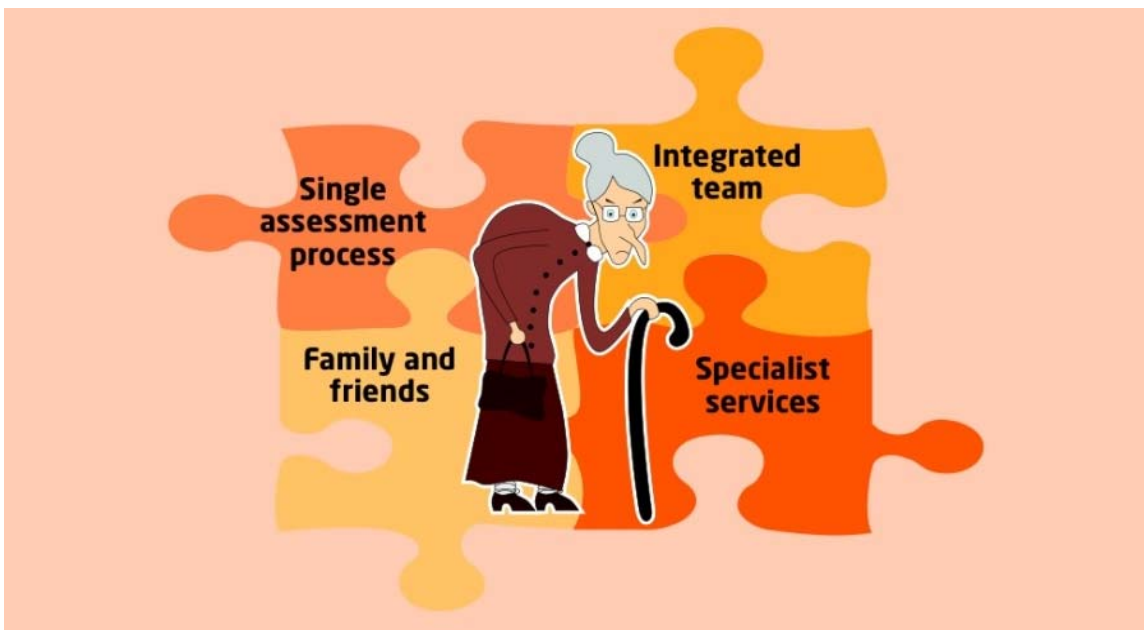 Single
assessment
process
Integrated
team
Family and
friends
Specialist
services